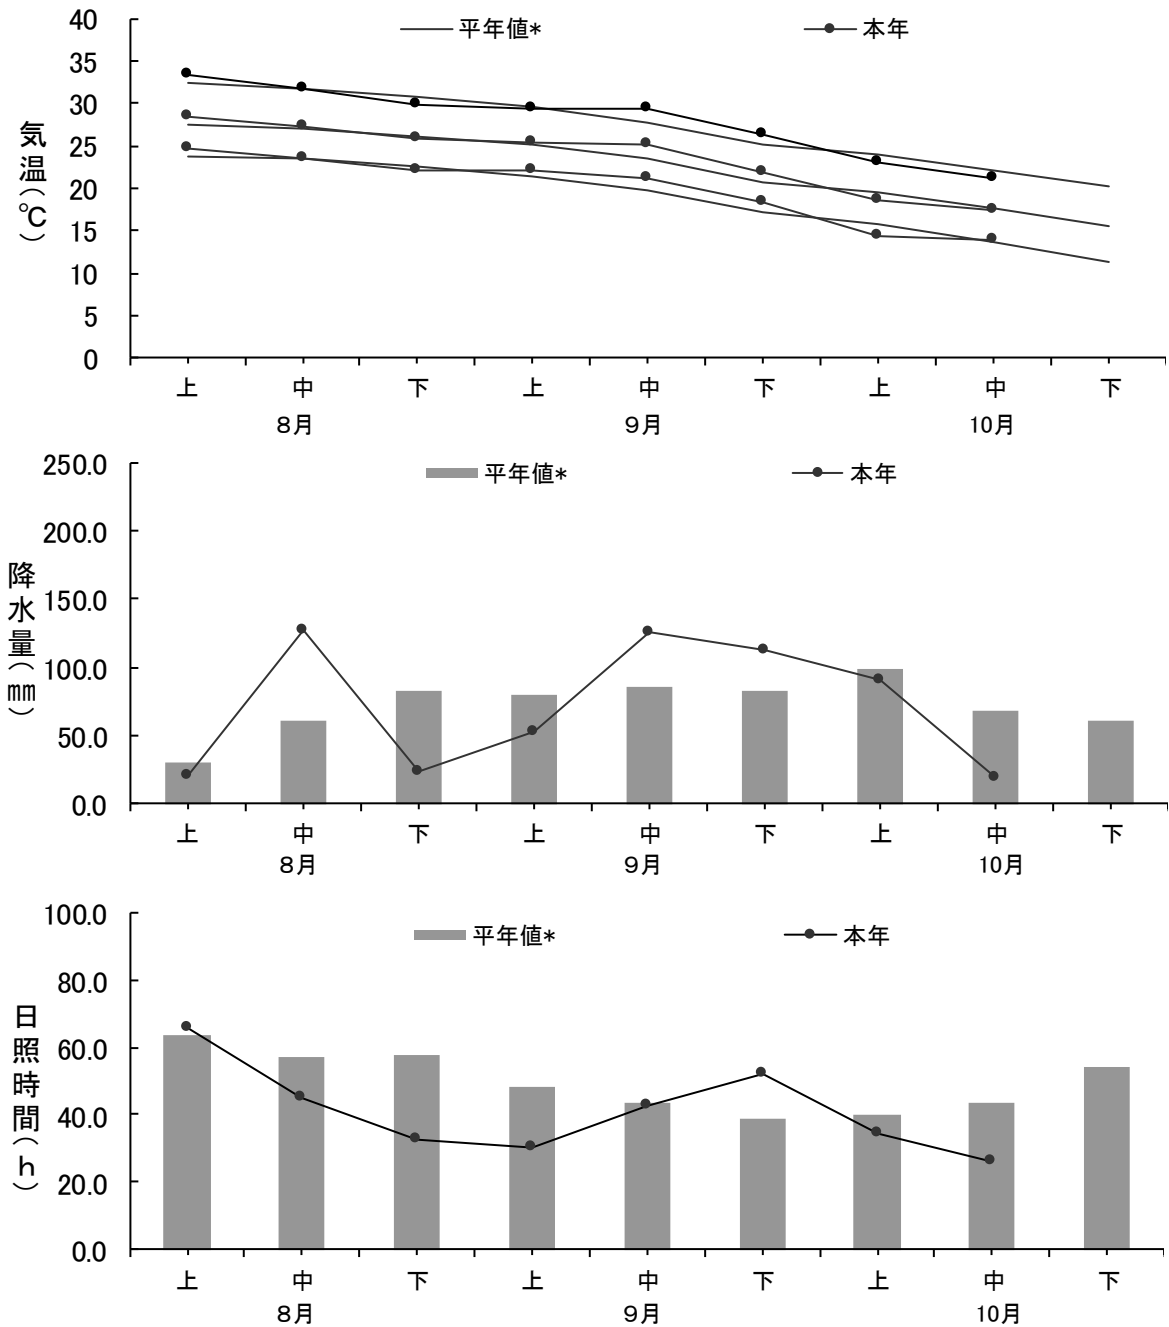 平年値* 本年
気温(℃)
40
35
30
25
20
15
10
5
0
上 中 下 上 中 下 上 中 下
8月 9月 10月
平年値* 本年
降水量(㎜)
250.0
200.0
150.0
100.0
50.0
0.0
上 中 下 上 中 下 上 中 下
8月 9月 10月
平年値* 本年
日照時間(h)
100.0
80.0
60.0
40.0
20.0
0.0
上 中 下 上 中 下 上 中 下
8月 9月 10月